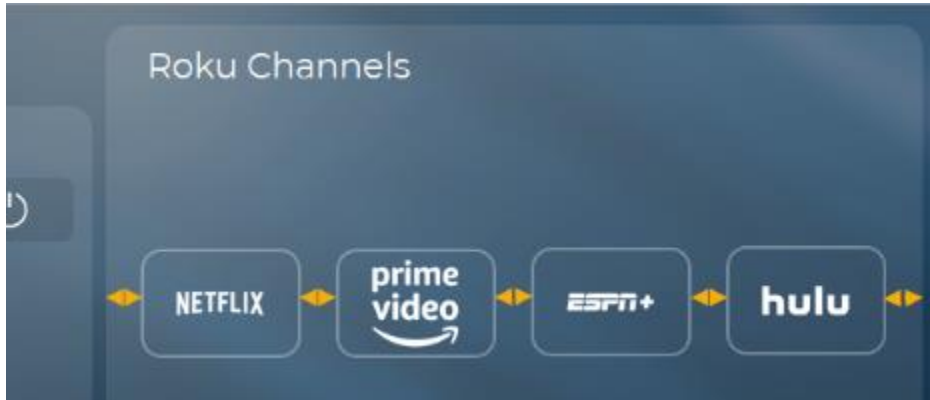 Roku Channels
NETFLIX
prime
video
ESPN+
hulu